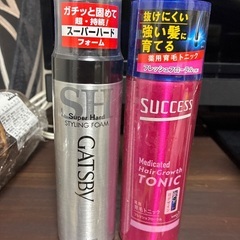 ガチッと固めて
超・持続!
スーパーハード
フォーム
SH
Super Hard
STYLING FOAM
GATSBY
抜けにくい
強い髪に
育てる
薬用育毛トニック
SUCCESS
Medicated
Hair Growth
TONIC